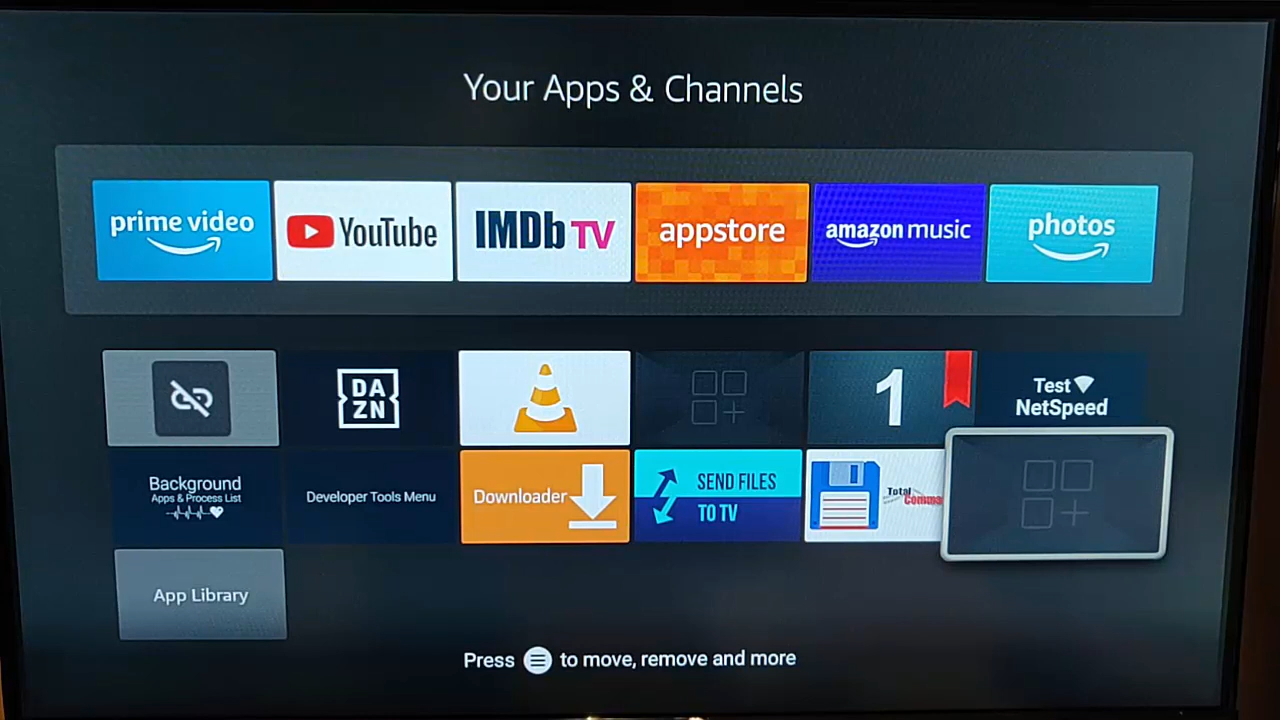 Your Apps & Channels
prime video
YouTube
IMDb TV
appstore
amazon music
photos
DA
ZN
1
Test
NetSpeed
Background
Apps & Process List
Developer Tools Menu
Downloader
SEND FILES
TO TV
Total
App Library
Press to move, remove and more